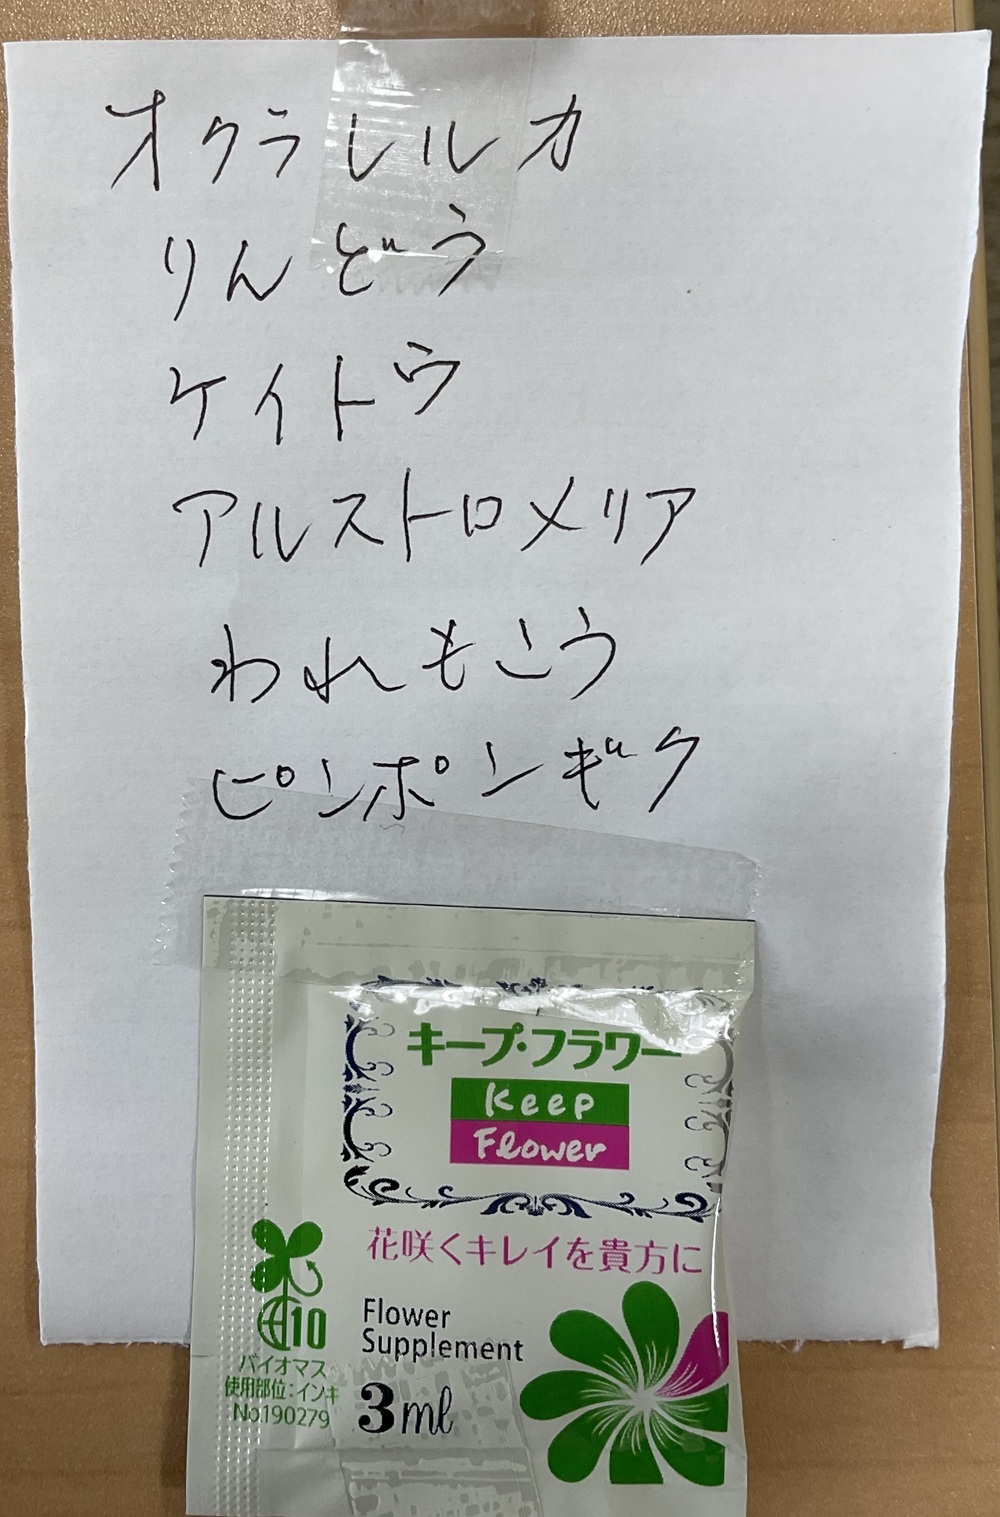 オクラレルカ
りんどう
ケイトウ
アルストロメリア
われもこう
ピンポンギク
キープ・フラワー
Keep
Flower
花咲くキレイを貴方に
10
バイオマス
使用部位:インキ
No.190279
Flower
Supplement
3ml